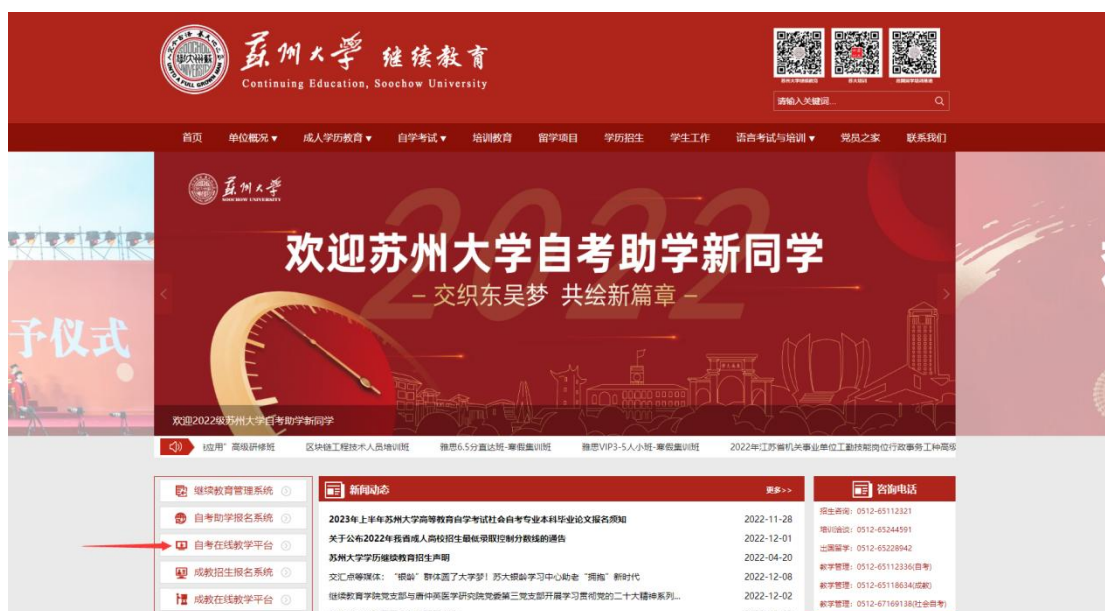 苏州大学 继续教育
Continuing Education, Soochow University
苏州大学继续教育
苏大培训
请输入关键词...
首页 单位概况 成人学历教育 自学考试 培训教育 留学项目 学历招生 学生工作 语言考试与培训 党员之家 联系我们
苏州大学
SOOCHOW UNIVERSITY
2022
欢迎苏州大学自考助学新同学
– 交织东吴梦 共绘新篇章 –
予仪式
欢迎2022级苏州大学自考助学新同学
应用”高级研修班 区块链工程技术人员培训班 雅思6.5分直达班-寒假集训班 雅思VIP3-5人小班-寒假集训班 2022年江苏省机关事业单位工勤技能岗位行政事务工种高级
继续教育管理系统
自考助学报名系统
自考在线教学平台
成教招生报名系统
成教在线教学平台
新闻动态 更多>>
2023年上半年苏州大学高等教育自学考试社会自考专业本科毕业论文报名须知 2022-11-28
关于公布2022年我省成人高校招生最低录取控制分数线的通告 2022-12-01
苏州大学学历继续教育招生声明 2022-04-20
交汇点等媒体：“银龄”群体圆了大学梦！苏大银龄学习中心助老“拥抱”新时代 2022-12-08
继续教育学院党支部与唐仲英医学研究院党委第三党支部开展学习贯彻党的二十大精神系列... 2022-12-02
咨询电话
招生咨询：0512-65112321
培训洽谈：0512-65244591
出国留学：0512-65228942
教学管理：0512-65112336(自考)
教学管理：0512-65118634(成教)
教学管理：0512-67169138(社会自考)